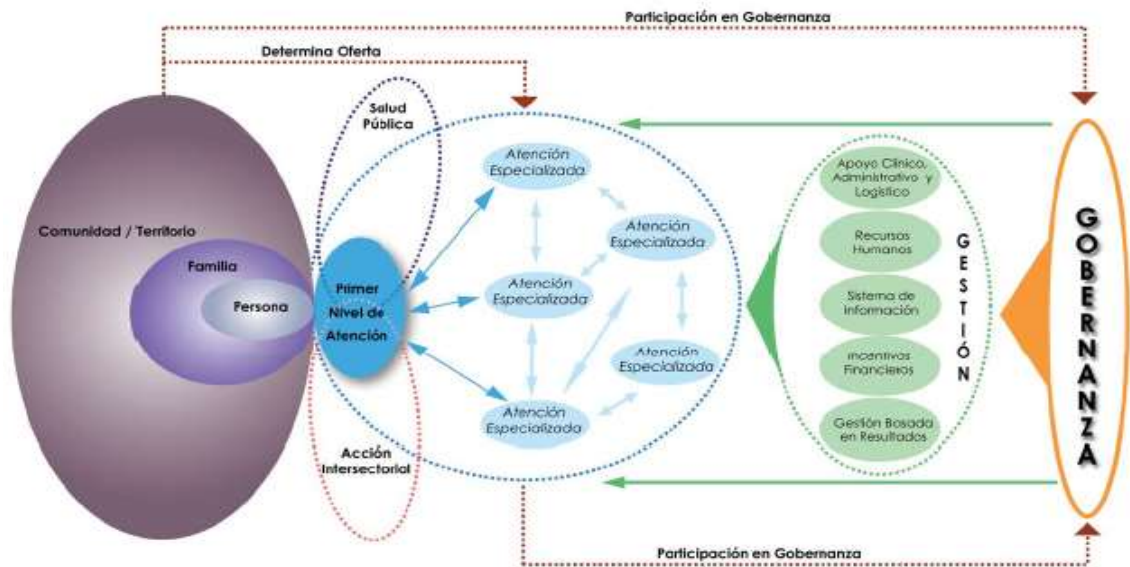 Participación en Gobernanza
Determina Oferta
Salud
Pública
Comunidad / Territorio
Familia
Persona
Primer
Nivel de
Atención
Acción
Intersectorial
Atención
Especializada
Atención
Especializada
Atención
Especializada
Atención
Especializada
Atención
Especializada
Apoyo Clínico,
Administrativo y
Logístico
Recursos
Humanos
Sistema de
Información
Incentivos
Financieros
Gestión Basada
en Resultados
GESTIÓN
GOBERNANZA
Participación en Gobernanza